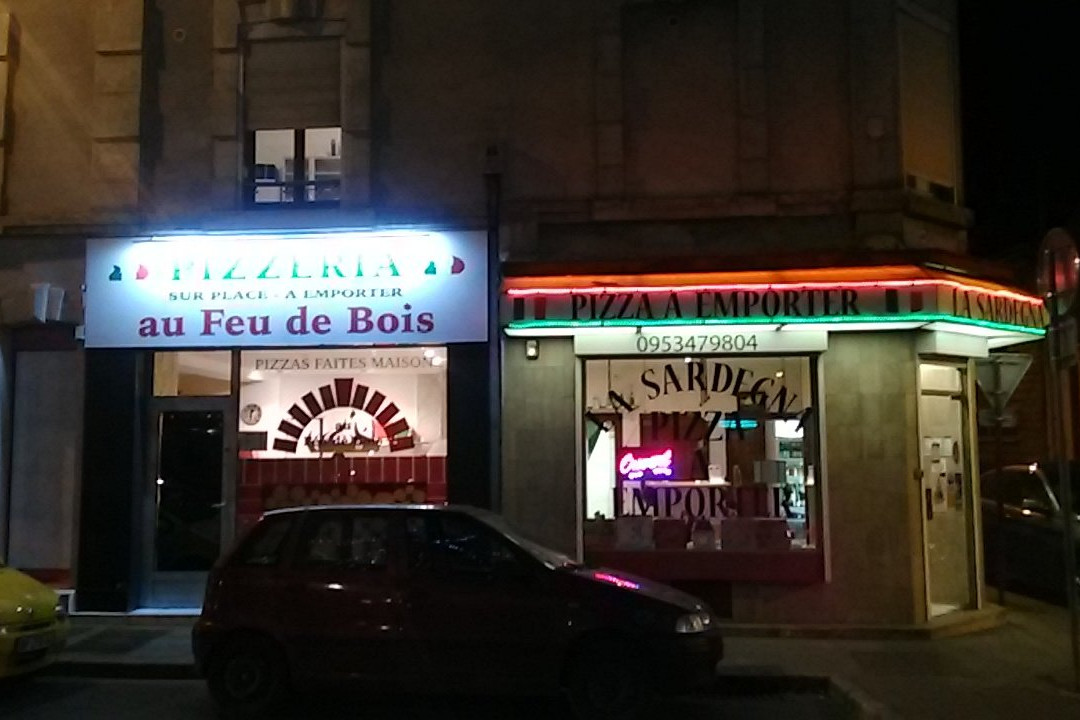 PIZZERIA
SUR PLACE - A EMPORTER
au Feu de Bois
PIZZAS FAITES MAISON
PIZZA A EMPORTER
LA SARDEGNA
0953479804
LA SARDEGNA
PIZZA
A
EMPORTER
Ouvert